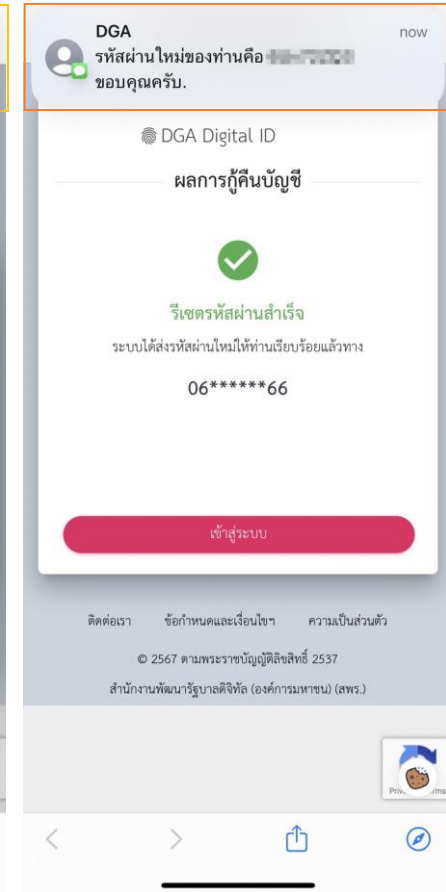 DGA
now
รหัสผ่านใหม่ของท่านคือ
ขอบคุณครับ.
DGA Digital ID
ผลการกู้คืนบัญชี
รีเซตรหัสผ่านสำเร็จ
ระบบได้ส่งรหัสผ่านใหม่ให้ท่านเรียบร้อยแล้วทาง
06******66
เข้าสู่ระบบ
ติดต่อเรา ข้อกำหนดและเงื่อนไขฯ ความเป็นส่วนตัว
© 2567 ตามพระราชบัญญัติลิขสิทธิ์ 2537
สำนักงานพัฒนารัฐบาลดิจิทัล (องค์การมหาชน) (สพร.)